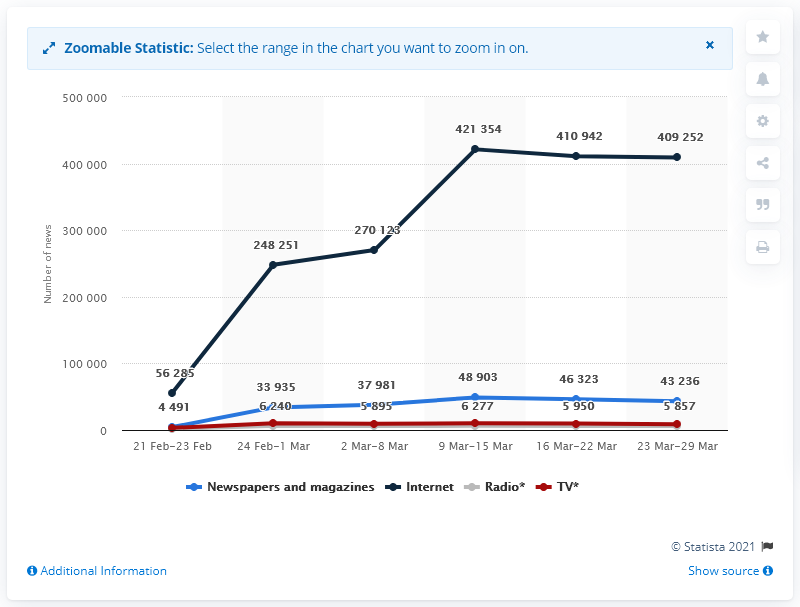 Zoomable Statistic: Select the range in the chart you want to zoom in on.
×
500 000
400 000
300 000
200 000
100 000
0
Number of news
56 285
248 251
270 123
421 354
410 942
409 252
4 491
33 935
37 981
48 903
46 323
43 236
6 240
5 895
6 277
5 950
5 857
21 Feb–23 Feb
24 Feb–1 Mar
2 Mar–8 Mar
9 Mar–15 Mar
16 Mar–22 Mar
23 Mar–29 Mar
Newspapers and magazines
Internet
Radio*
TV*
© Statista 2021
Additional Information
Show source